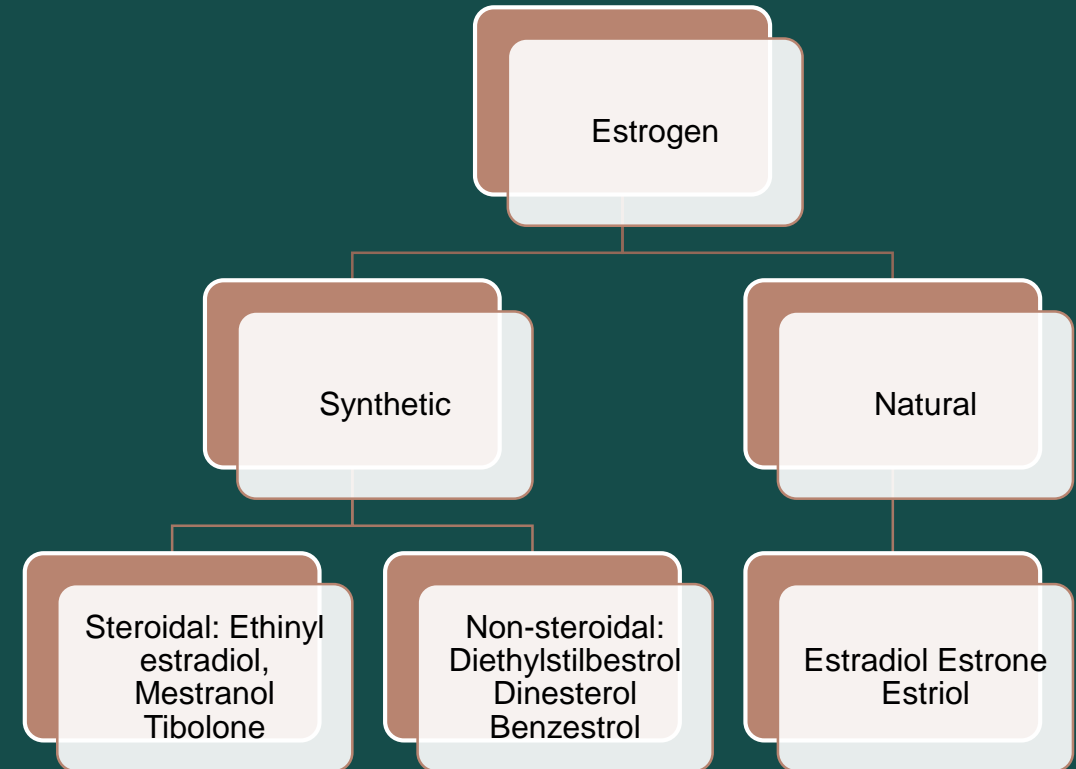 Estrogen
Synthetic
Natural
Steroidal: Ethinyl
estradiol,
Mestranol
Tibolone
Non-steroidal:
Diethylstilbestrol
Dinesterol
Benzestrol
Estradiol Estrone
Estriol